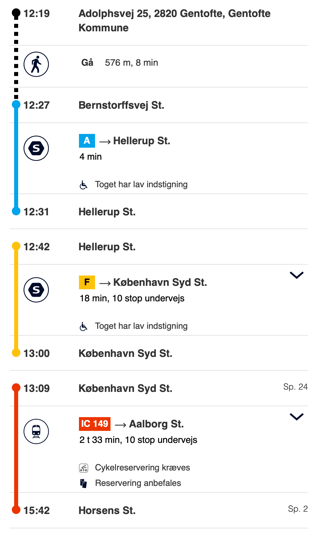 12:19 Adolphsvej 25, 2820 Gentofte, Gentofte
Kommune
Gå 576 m, 8 min
12:27 Bernstorffsvej St.
A → Hellerup St.
4 min
Toget har lav indstigning
12:31 Hellerup St.
12:42 Hellerup St.
F → København Syd St.
18 min, 10 stop undervejs
Toget har lav indstigning
13:00 København Syd St.
13:09 København Syd St. Sp. 24
IC 149 → Aalborg St.
2 t 33 min, 10 stop undervejs
Cykelreservering kræves
Reservering anbefales
15:42 Horsens St. Sp. 2